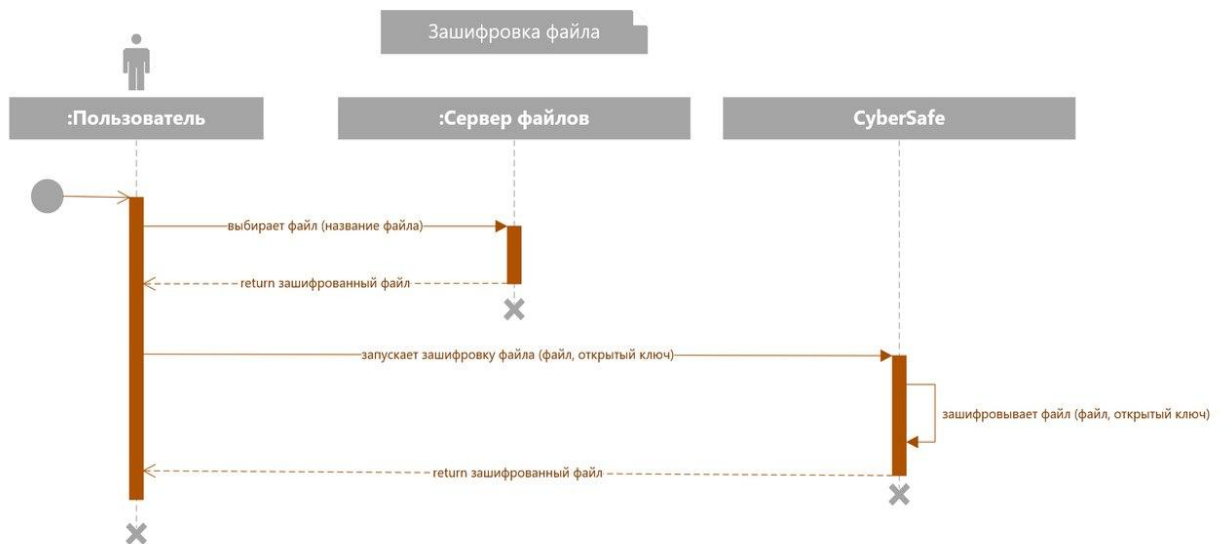 Зашифровка файла
:Пользователь
:Сервер файлов
CyberSafe
выбирает файл (название файла)
return зашифрованный файл
запускает зашифровку файла (файл, открытый ключ)
зашифровывает файл (файл, открытый ключ)
return зашифрованный файл